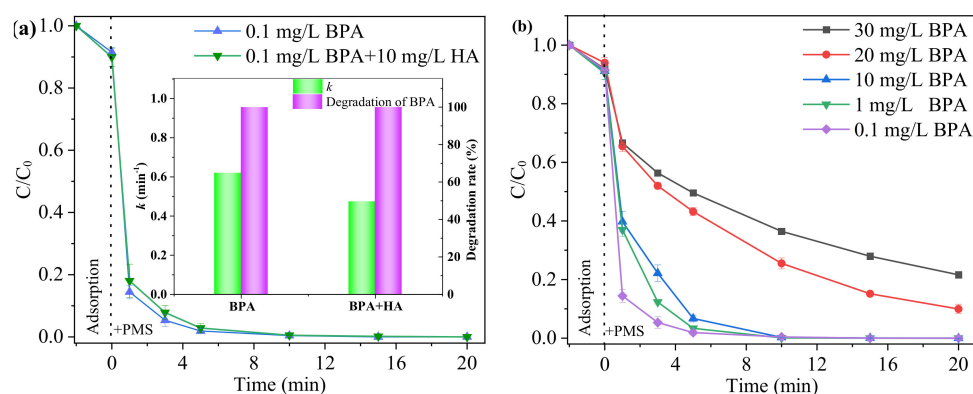 (a)
0.1 mg/L BPA
0.1 mg/L BPA+10 mg/L HA
C/C0
1.0
0.8
0.6
0.4
0.2
0.0
Adsorption
+PMS
0 4 8 12 16 20
Time (min)
k
Degradation of BPA
k (min-1)
1.0
0.8
0.6
0.4
0.2
0.0
BPA BPA+HA
100
80
60
40
20
0
Degradation rate (%)
(b)
30 mg/L BPA
20 mg/L BPA
10 mg/L BPA
1 mg/L BPA
0.1 mg/L BPA
C/C0
1.0
0.8
0.6
0.4
0.2
0.0
Adsorption
+PMS
0 4 8 12 16 20
Time (min)